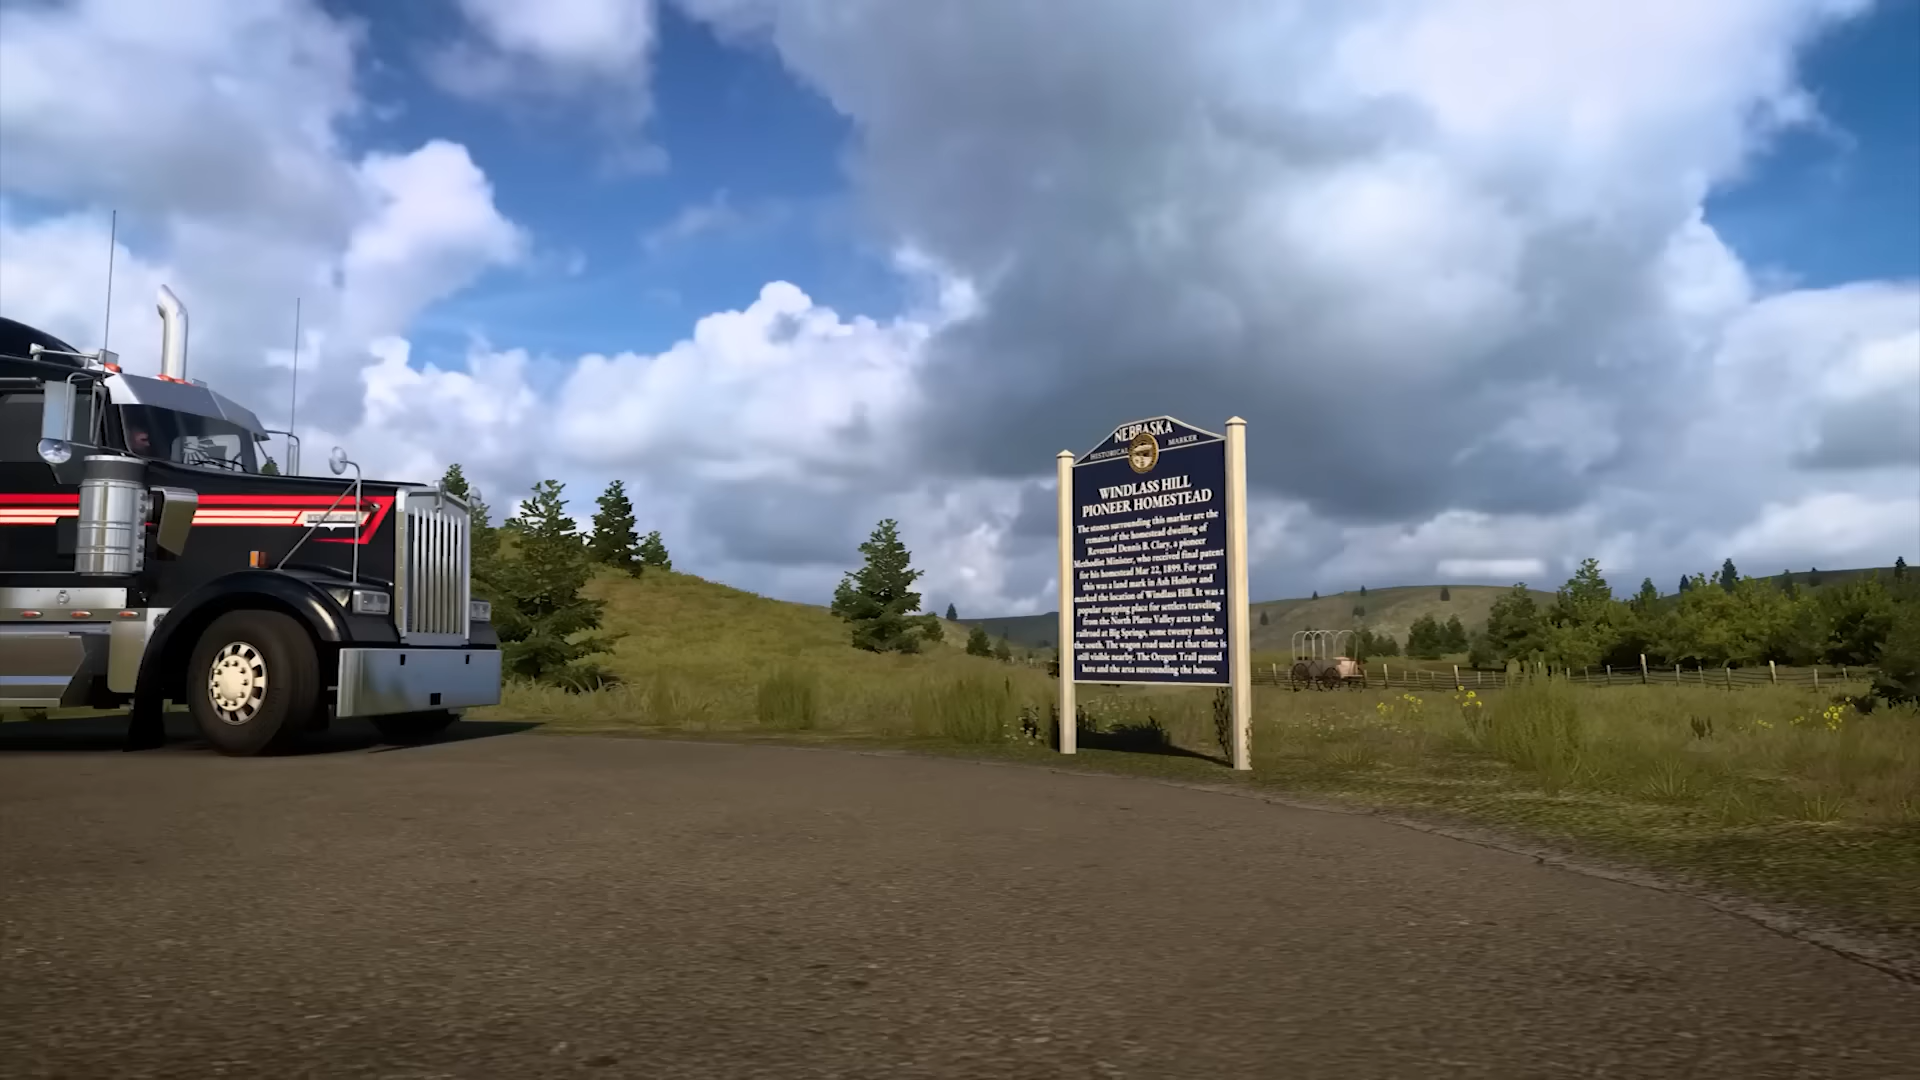 NEBRASKA
HISTORICAL MARKER
WINDLASS HILL
PIONEER HOMESTEAD
The stones surrounding this marker are the
remains of the homestead dwelling of
Reverend Dennis B. Clary, a pioneer
Methodist Minister, who received final patent
for his homestead Mar 22, 1899. For years
this was a land mark in Ash Hollow and
marked the location of Windlass Hill. It was a
popular stopping place for settlers traveling
from the North Platte Valley area to the
railroad at Big Springs, some twenty miles to
the south. The wagon road used at that time is
still visible nearby. The Oregon Trail passed
here and the area surrounding the house.